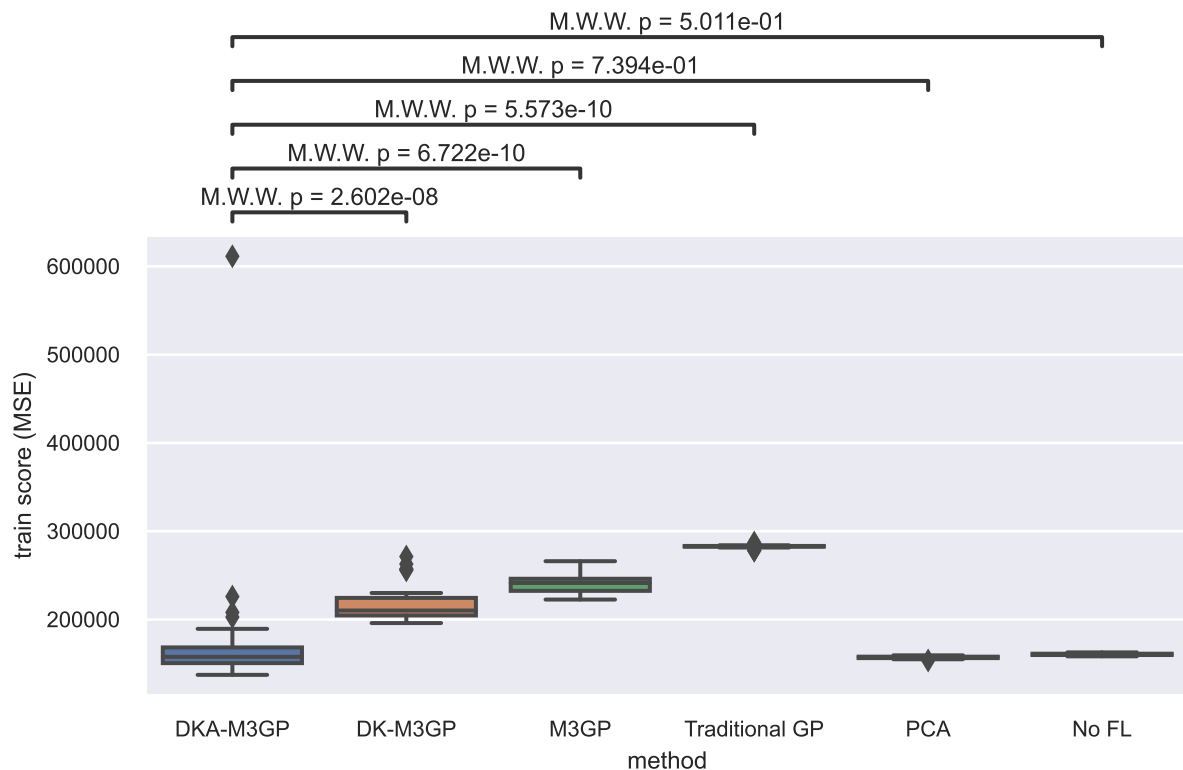 M.W.W. p = 5.011e-01
M.W.W. p = 7.394e-01
M.W.W. p = 5.573e-10
M.W.W. p = 6.722e-10
M.W.W. p = 2.602e-08
600000
500000
400000
300000
200000
train score (MSE)
DKA-M3GP DK-M3GP M3GP Traditional GP PCA No FL
method